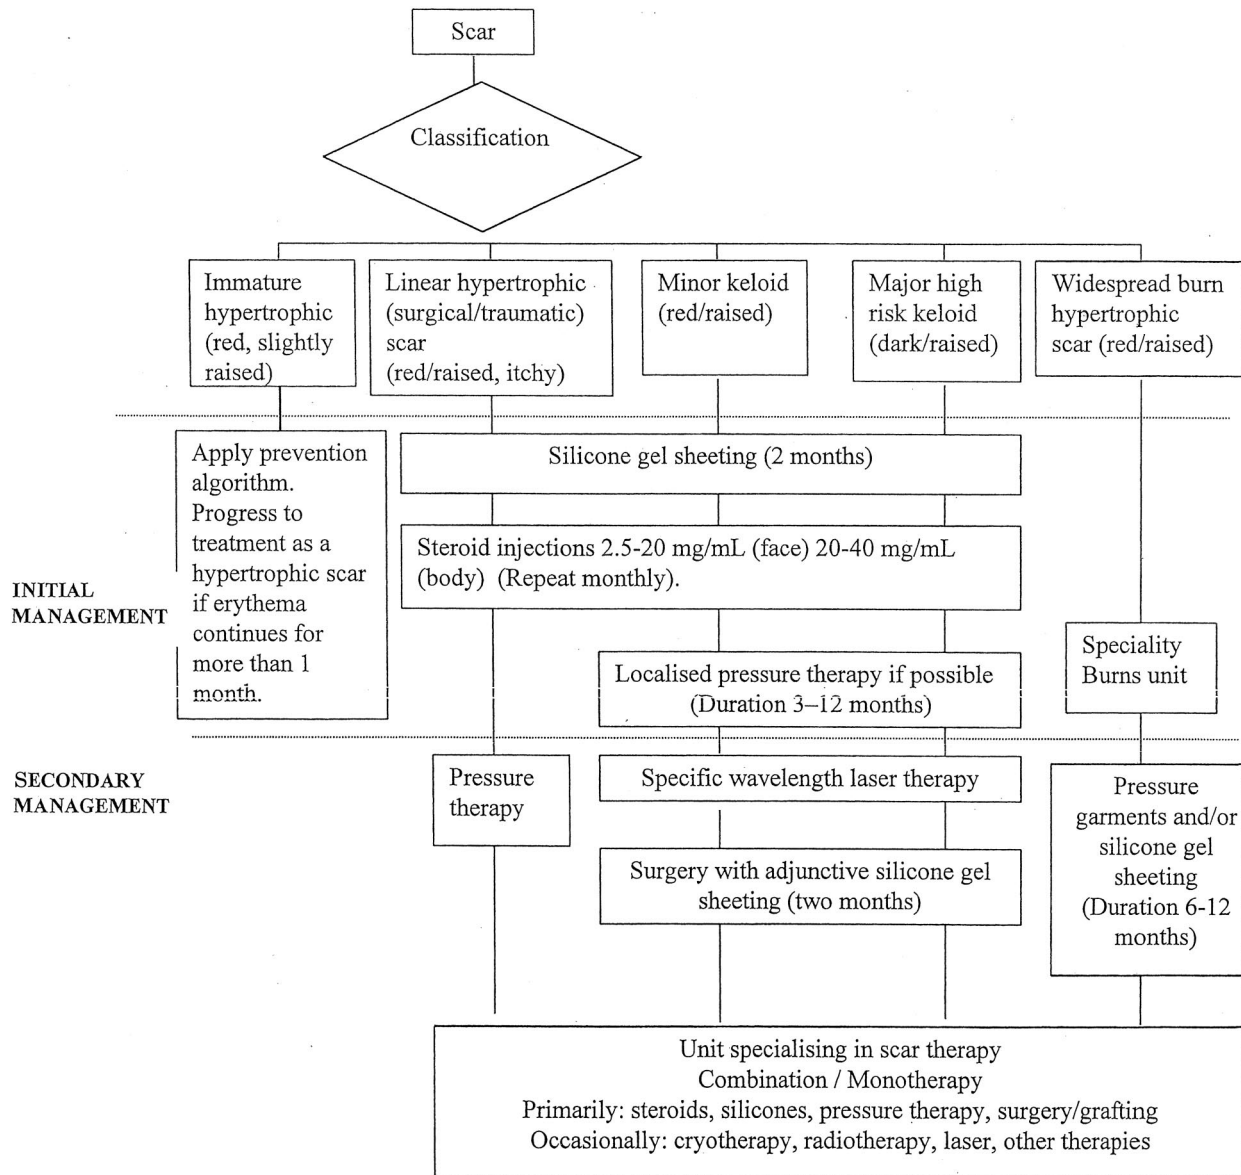 Scar
Classification
Immature
hypertrophic
(red, slightly
raised)
Linear hypertrophic
(surgical/traumatic)
scar
(red/raised, itchy)
Minor keloid
(red/raised)
Major high
risk keloid
(dark/raised)
Widespread burn
hypertrophic
scar (red/raised)
INITIAL
MANAGEMENT
Apply prevention
algorithm.
Progress to
treatment as a
hypertrophic scar
if erythema
continues for
more than 1
month.
Silicone gel sheeting (2 months)
Steroid injections 2.5-20 mg/mL (face) 20-40 mg/mL
(body) (Repeat monthly).
Localised pressure therapy if possible
(Duration 3–12 months)
Speciality
Burns unit
SECONDARY
MANAGEMENT
Pressure
therapy
Specific wavelength laser therapy
Surgery with adjunctive silicone gel
sheeting (two months)
Pressure
garments and/or
silicone gel
sheeting
(Duration 6-12
months)
Unit specialising in scar therapy
Combination / Monotherapy
Primarily: steroids, silicones, pressure therapy, surgery/grafting
Occasionally: cryotherapy, radiotherapy, laser, other therapies